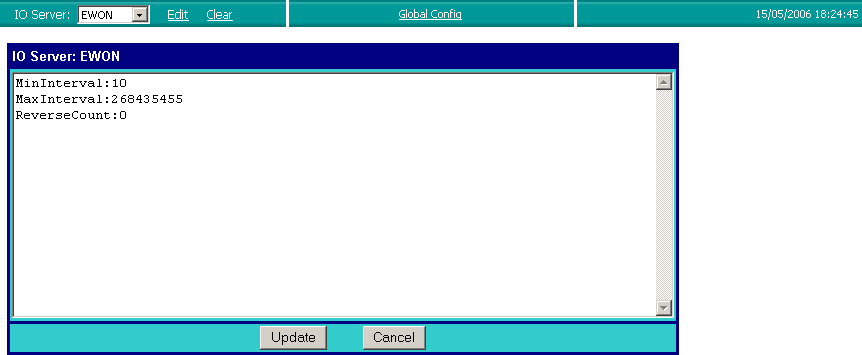 IO Server: EWON Edit Clear Global Config 15/05/2006 18:24:45
IO Server: EWON
MinInterval:10
MaxInterval:268435455
ReverseCount:0
Update Cancel